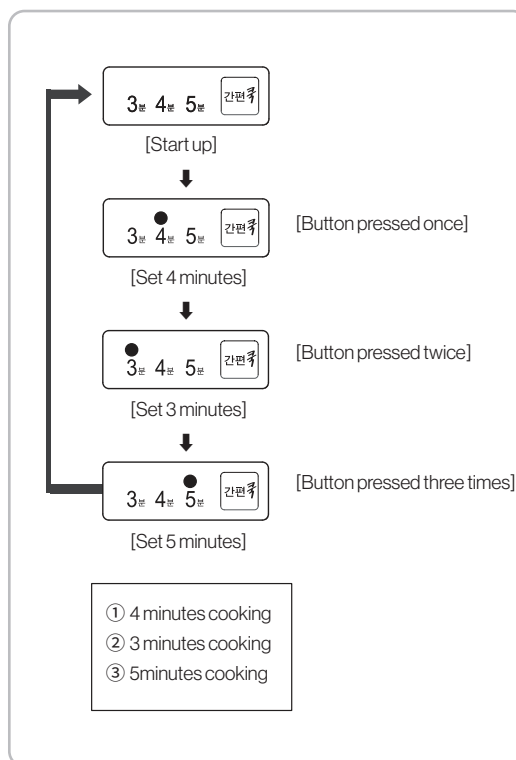 3분 4분 5분 간편쿡
[Start up]
3분 4분 5분 간편쿡
[Button pressed once]
[Set 4 minutes]
3분 4분 5분 간편쿡
[Button pressed twice]
[Set 3 minutes]
3분 4분 5분 간편쿡
[Button pressed three times]
[Set 5 minutes]
① 4 minutes cooking
② 3 minutes cooking
③ 5minutes cooking